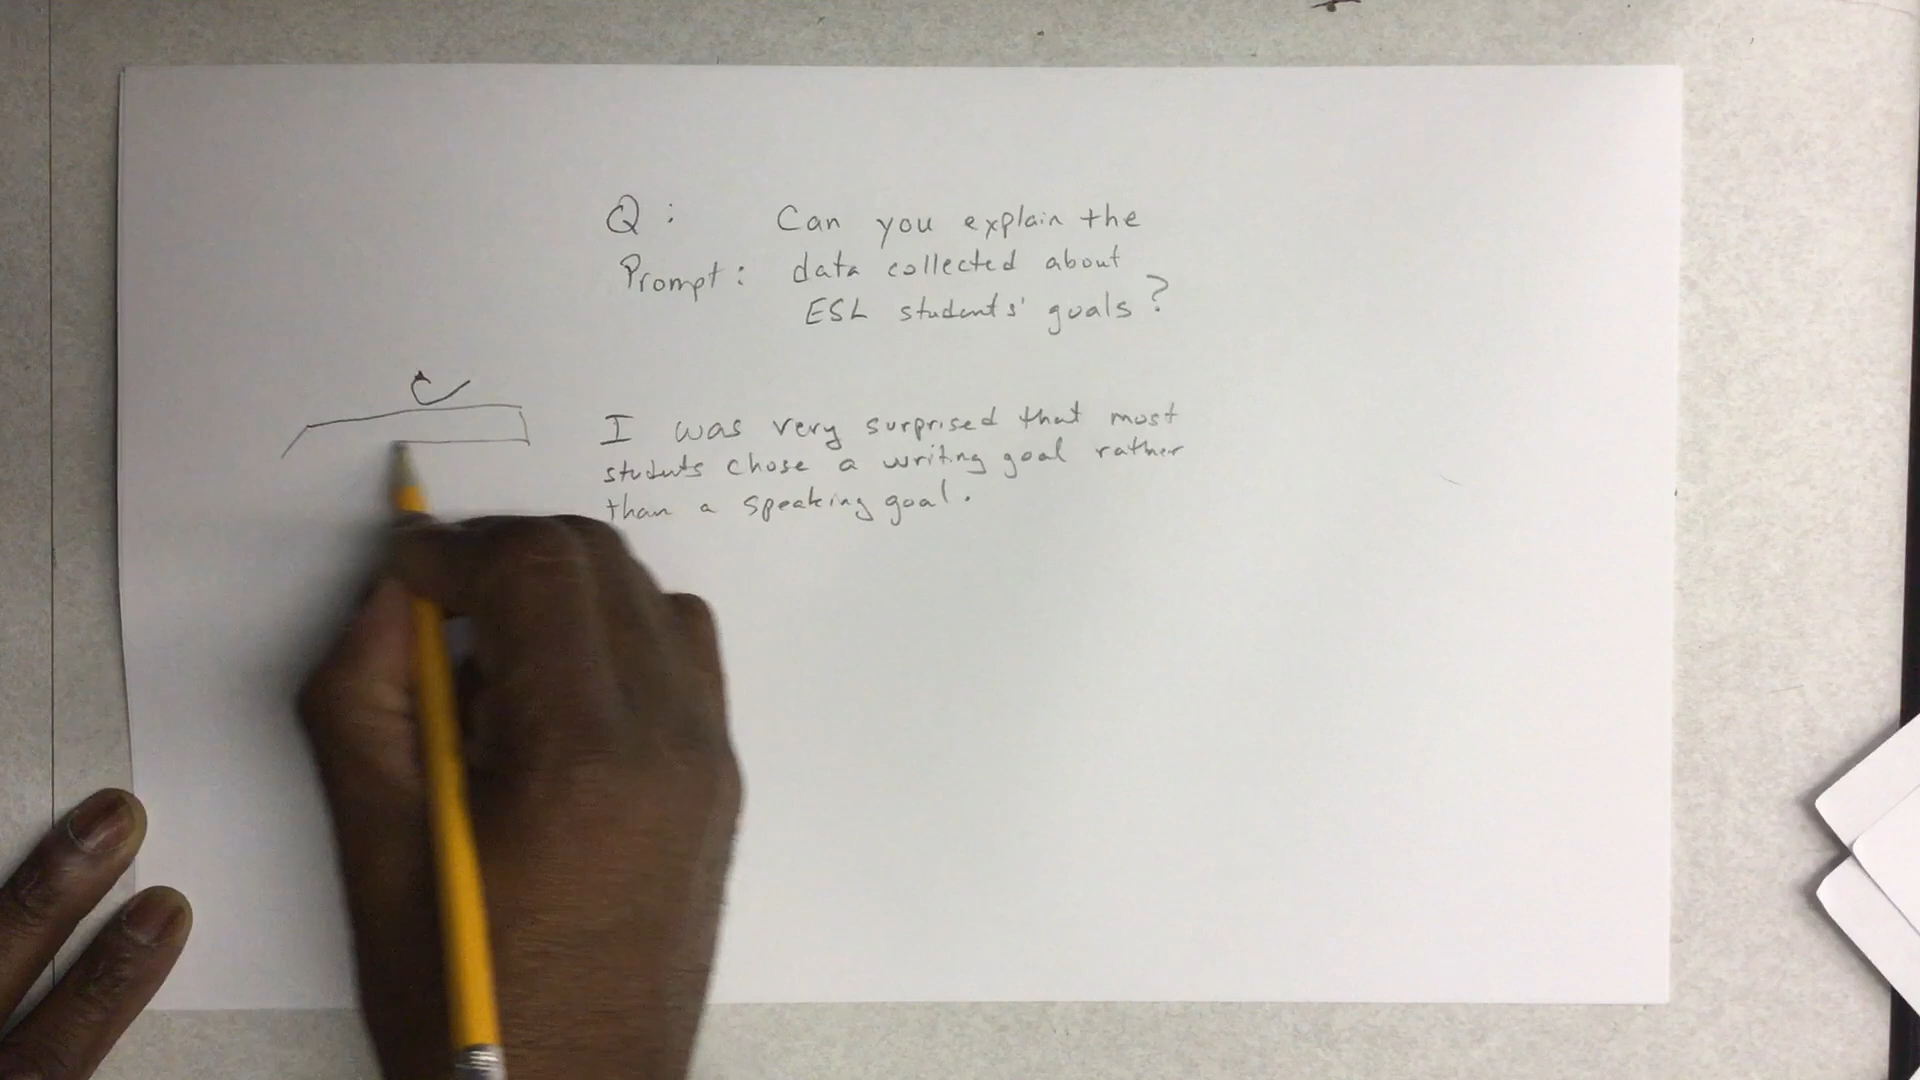 Q: Can you explain the
Prompt: data collected about
ESL students' goals?
I was very surprised that most
students chose a writing goal rather
than a speaking goal.